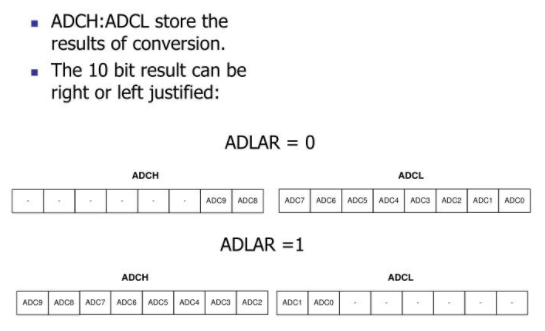 ADCH:ADCL store the
results of conversion.
The 10 bit result can be
right or left justified:
ADLAR = 0
ADCH ADCL
- - - - - - ADC9 ADC8 ADC7 ADC6 ADC5 ADC4 ADC3 ADC2 ADC1 ADC0
ADLAR =1
ADCH ADCL
ADC9 ADC8 ADC7 ADC6 ADC5 ADC4 ADC3 ADC2 ADC1 ADC0 - - - - - -